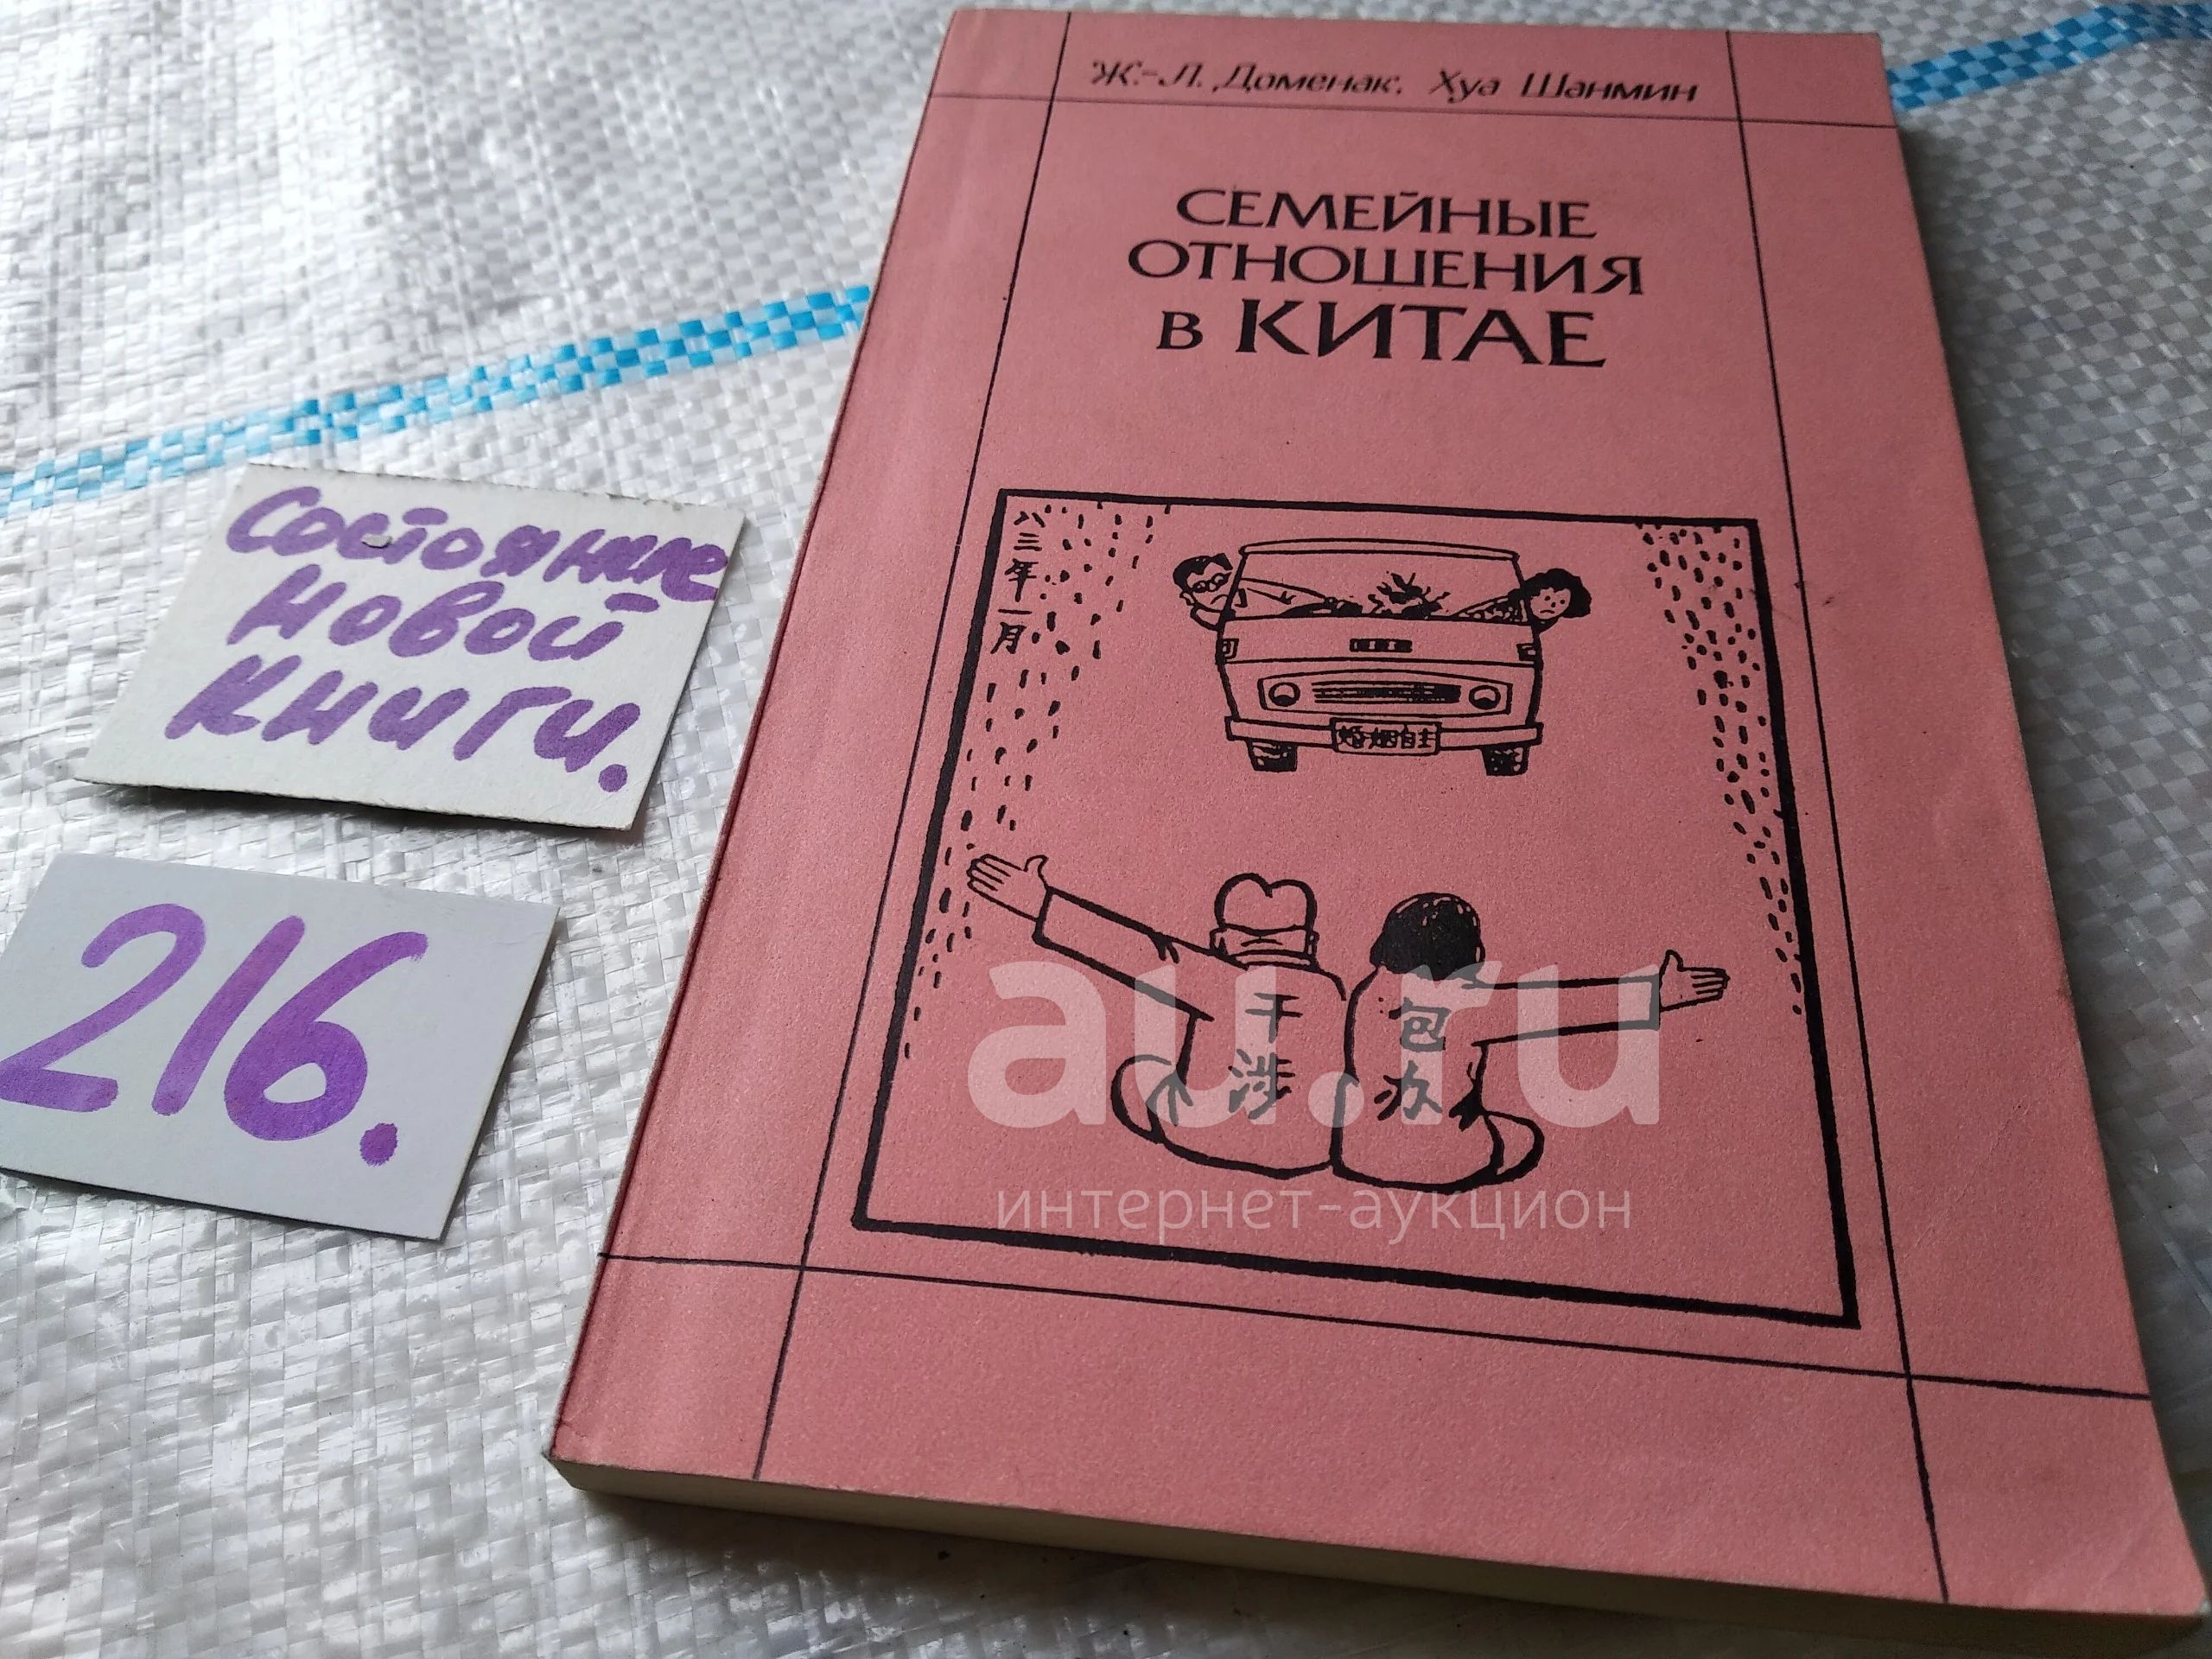 Ж.-Л. Доменак, Хуа Шанмин
СЕМЕЙНЫЕ
ОТНОШЕНИЯ
В КИТАЕ
Состояние
новой
книги.
216.
八三年一月
婚姻自主
干涉
包办
au.ru
интернет-аукцион